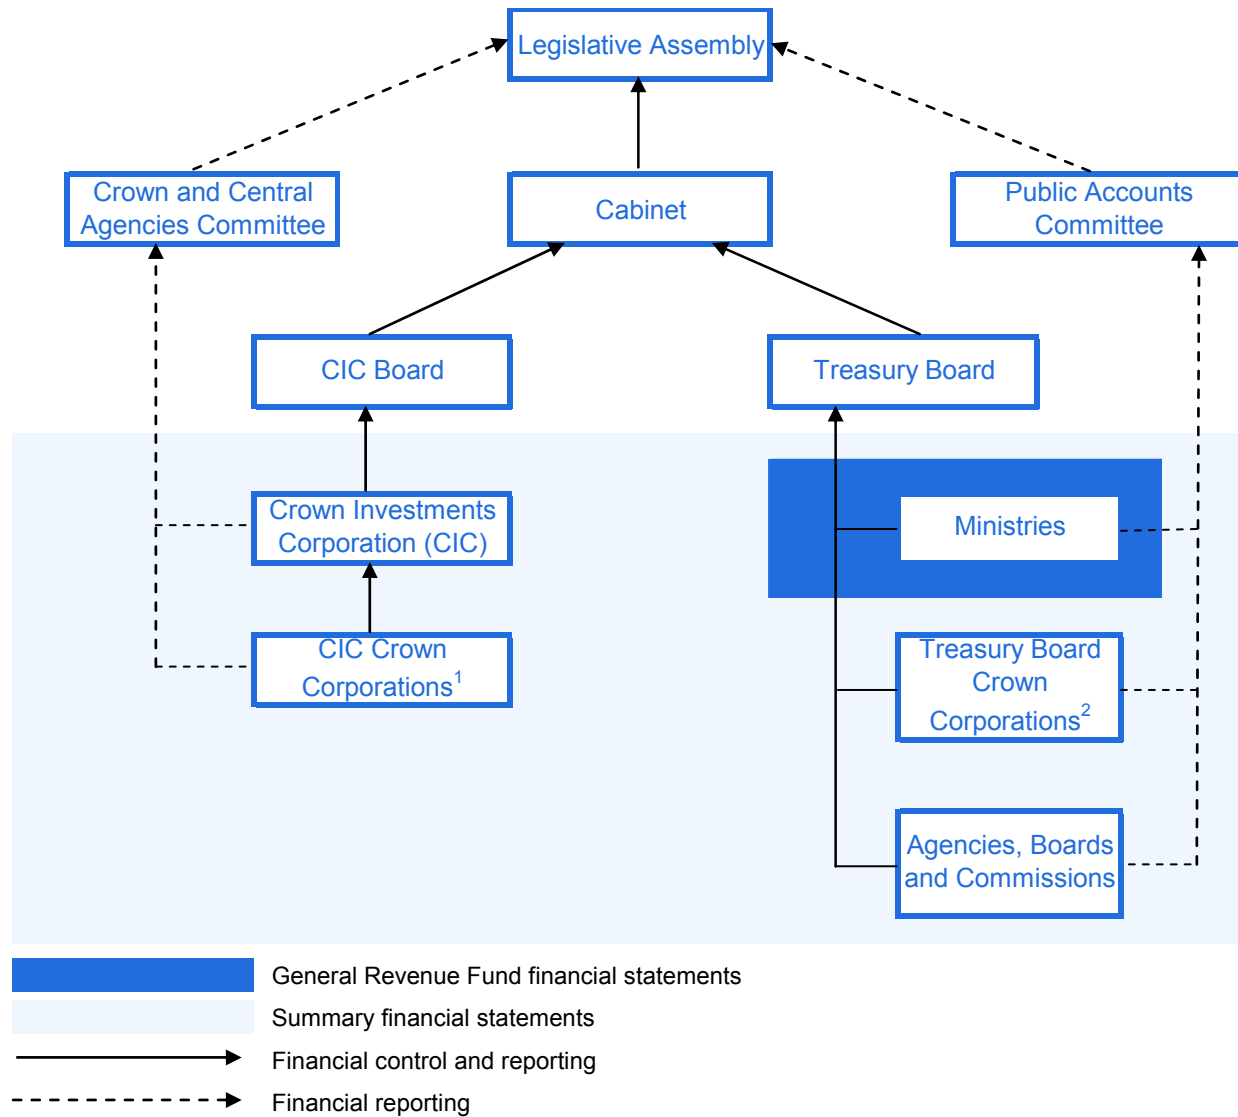 Legislative Assembly
Crown and Central
Agencies Committee
Cabinet
Public Accounts
Committee
CIC Board
Treasury Board
Crown Investments
Corporation (CIC)
Ministries
CIC Crown
Corporations1
Treasury Board
Crown
Corporations2
Agencies, Boards
and Commissions
General Revenue Fund financial statements
Summary financial statements
Financial control and reporting
Financial reporting